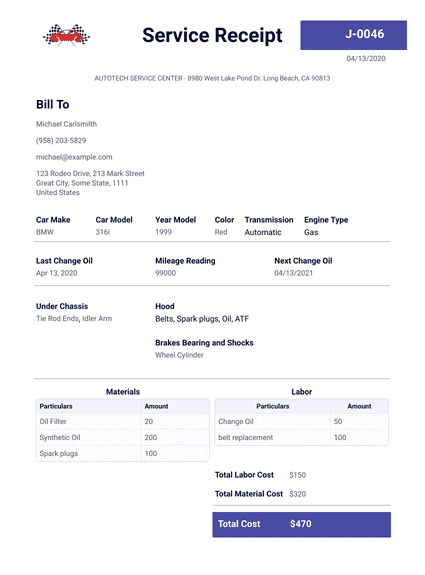 Service Receipt
J-0046
04/13/2020
AUTOTECH SERVICE CENTER - 8980 West Lake Pond Dr. Long Beach, CA 90813
Bill To
Michael Carlsmilth
(958) 203-5829
michael@example.com
123 Rodeo Drive, 213 Mark Street
Great City, Some State, 1111
United States
Car Make Car Model Year Model Color Transmission Engine Type
BMW 316i 1999 Red Automatic Gas
Last Change Oil Mileage Reading Next Change Oil
Apr 13, 2020 99000 04/13/2021
Under Chassis Hood
Tie Rod Ends, Idler Arm Belts, Spark plugs, Oil, ATF
Brakes Bearing and Shocks
Wheel Cylinder
Materials Labor
Particulars Amount Particulars Amount
Oil Filter 20 Change Oil 50
Synthetic Oil 200 belt replacement 100
Spark plugs 100
Total Labor Cost $150
Total Material Cost $320
Total Cost $470